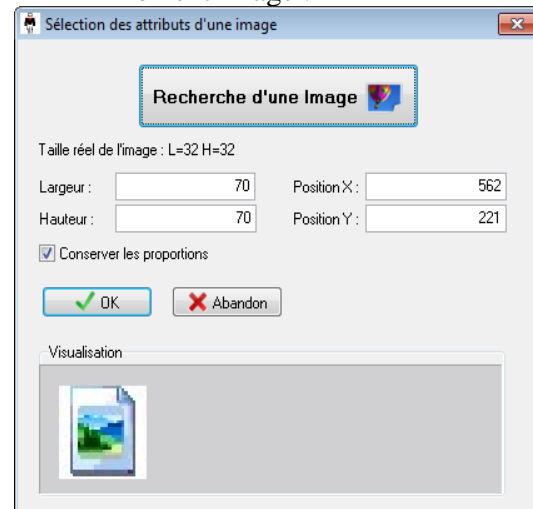 Sélection des attributs d'une image
Recherche d'une Image
Taille réel de l'image : L=32 H=32
Largeur : 70 Position X : 562
Hauteur : 70 Position Y : 221
Conserver les proportions
OK Abandon
Visualisation